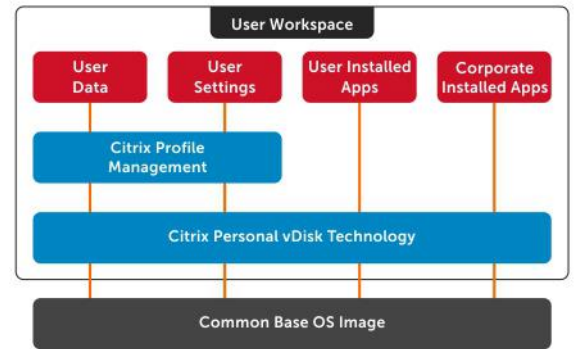 User Workspace
User
Data
User
Settings
User Installed
Apps
Corporate
Installed Apps
Citrix Profile
Management
Citrix Personal vDisk Technology
Common Base OS Image